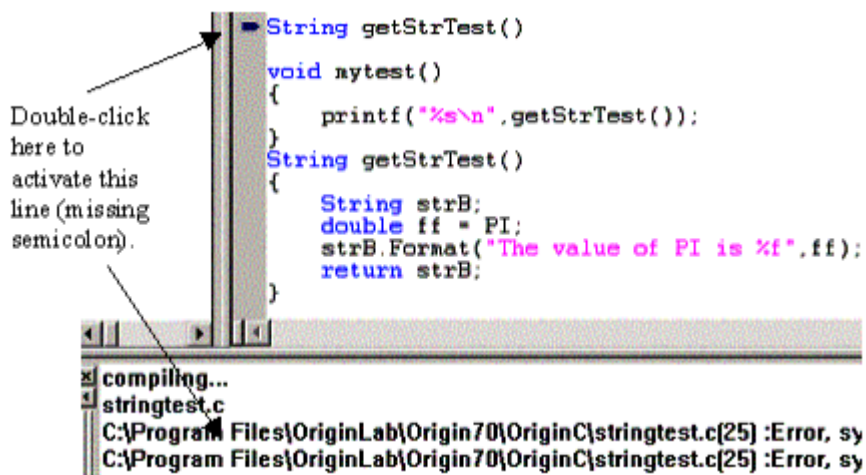 String getStrTest()
void mytest()
{
printf("%s\n",getStrTest());
}
String getStrTest()
{
String strB;
double ff = PI;
strB.Format("The value of PI is %f",ff);
return strB;
}
Double-click
here to
activate this
line (missing
semicolon).
compiling...
stringtest.c
C:\Program Files\OriginLab\Origin70\OriginC\stringtest.c(25) :Error, sy
C:\Program Files\OriginLab\Origin70\OriginC\stringtest.c(25) :Error, sy